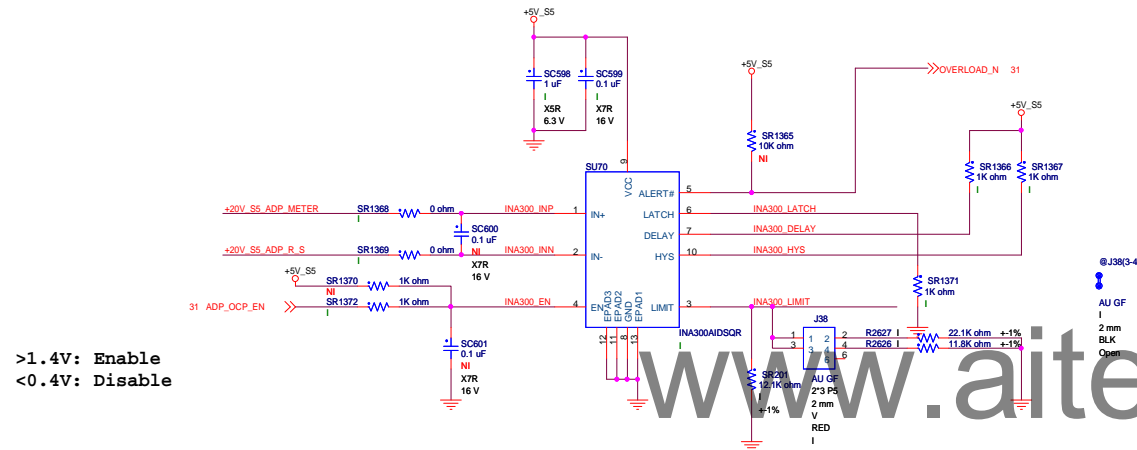 +5V_S5
SC598
1 uF
I
X5R
6.3 V
SC599
0.1 uF
I
X7R
16 V
+5V_S5
SR1365
10K ohm
NI
OVERLOAD_N 31
+5V_S5
SR1366
1K ohm
I
SR1367
1K ohm
I
SU70
9
VCC
ALERT# 5
LATCH 6 INA300_LATCH
DELAY 7 INA300_DELAY
HYS 10 INA300_HYS
LIMIT 3 INA300_LIMIT
+20V_S5_ADP_METER SR1368 0 ohm INA300_INP 1 IN+
I
SC600
0.1 uF
NI
X7R
16 V
+20V_S5_ADP_R_S SR1369 0 ohm INA300_INN 2 IN-
I
+5V_S5
SR1370 1K ohm
NI
31 ADP_OCP_EN SR1372 1K ohm INA300_EN 4 EN
I
EPAD3
EPAD2
GND
EPAD1
12
11
8
13
INA300AIDSQR
I
SC601
0.1 uF
NI
X7R
16 V
>1.4V: Enable
<0.4V: Disable
SR1371
1K ohm
I
J38
1 2
3 4
5 6
R2627 I 22.1K ohm +-1%
R2626 I 11.8K ohm +-1%
SR201
12.1K ohm
I
+-1%
AU GF
2*3 P5
2 mm
V
RED
I
@J38(3-4
AU GF
I
2 mm
BLK
Open
www.aite